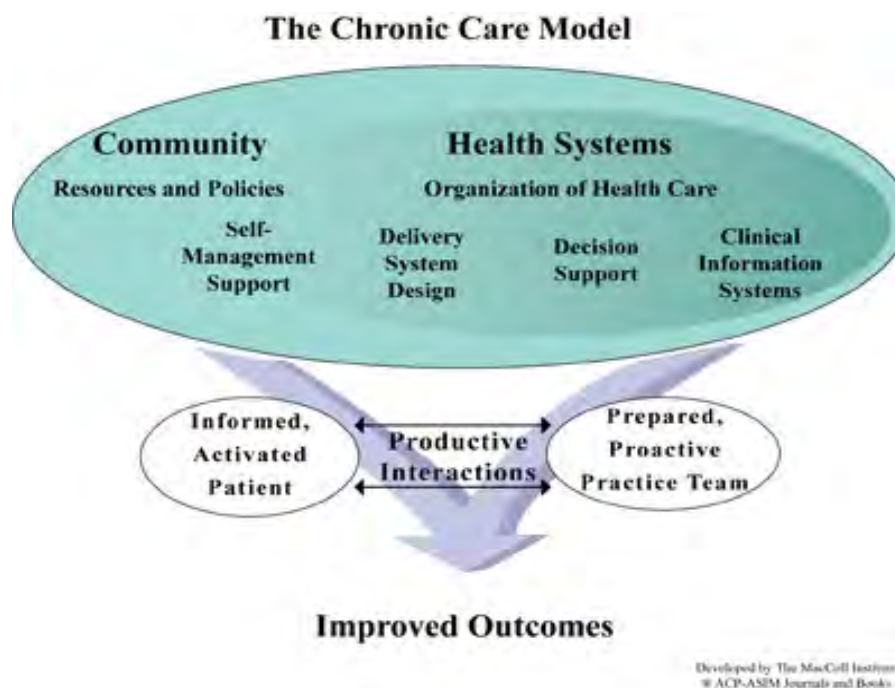 The Chronic Care Model
Community
Health Systems
Resources and Policies
Organization of Health Care
Self-
Management
Support
Delivery
System
Design
Decision
Support
Clinical
Information
Systems
Informed,
Activated
Patient
Productive
Interactions
Prepared,
Proactive
Practice Team
Improved Outcomes
Developed by The MacColl Institute
® ACP-ASIM Journals and Books